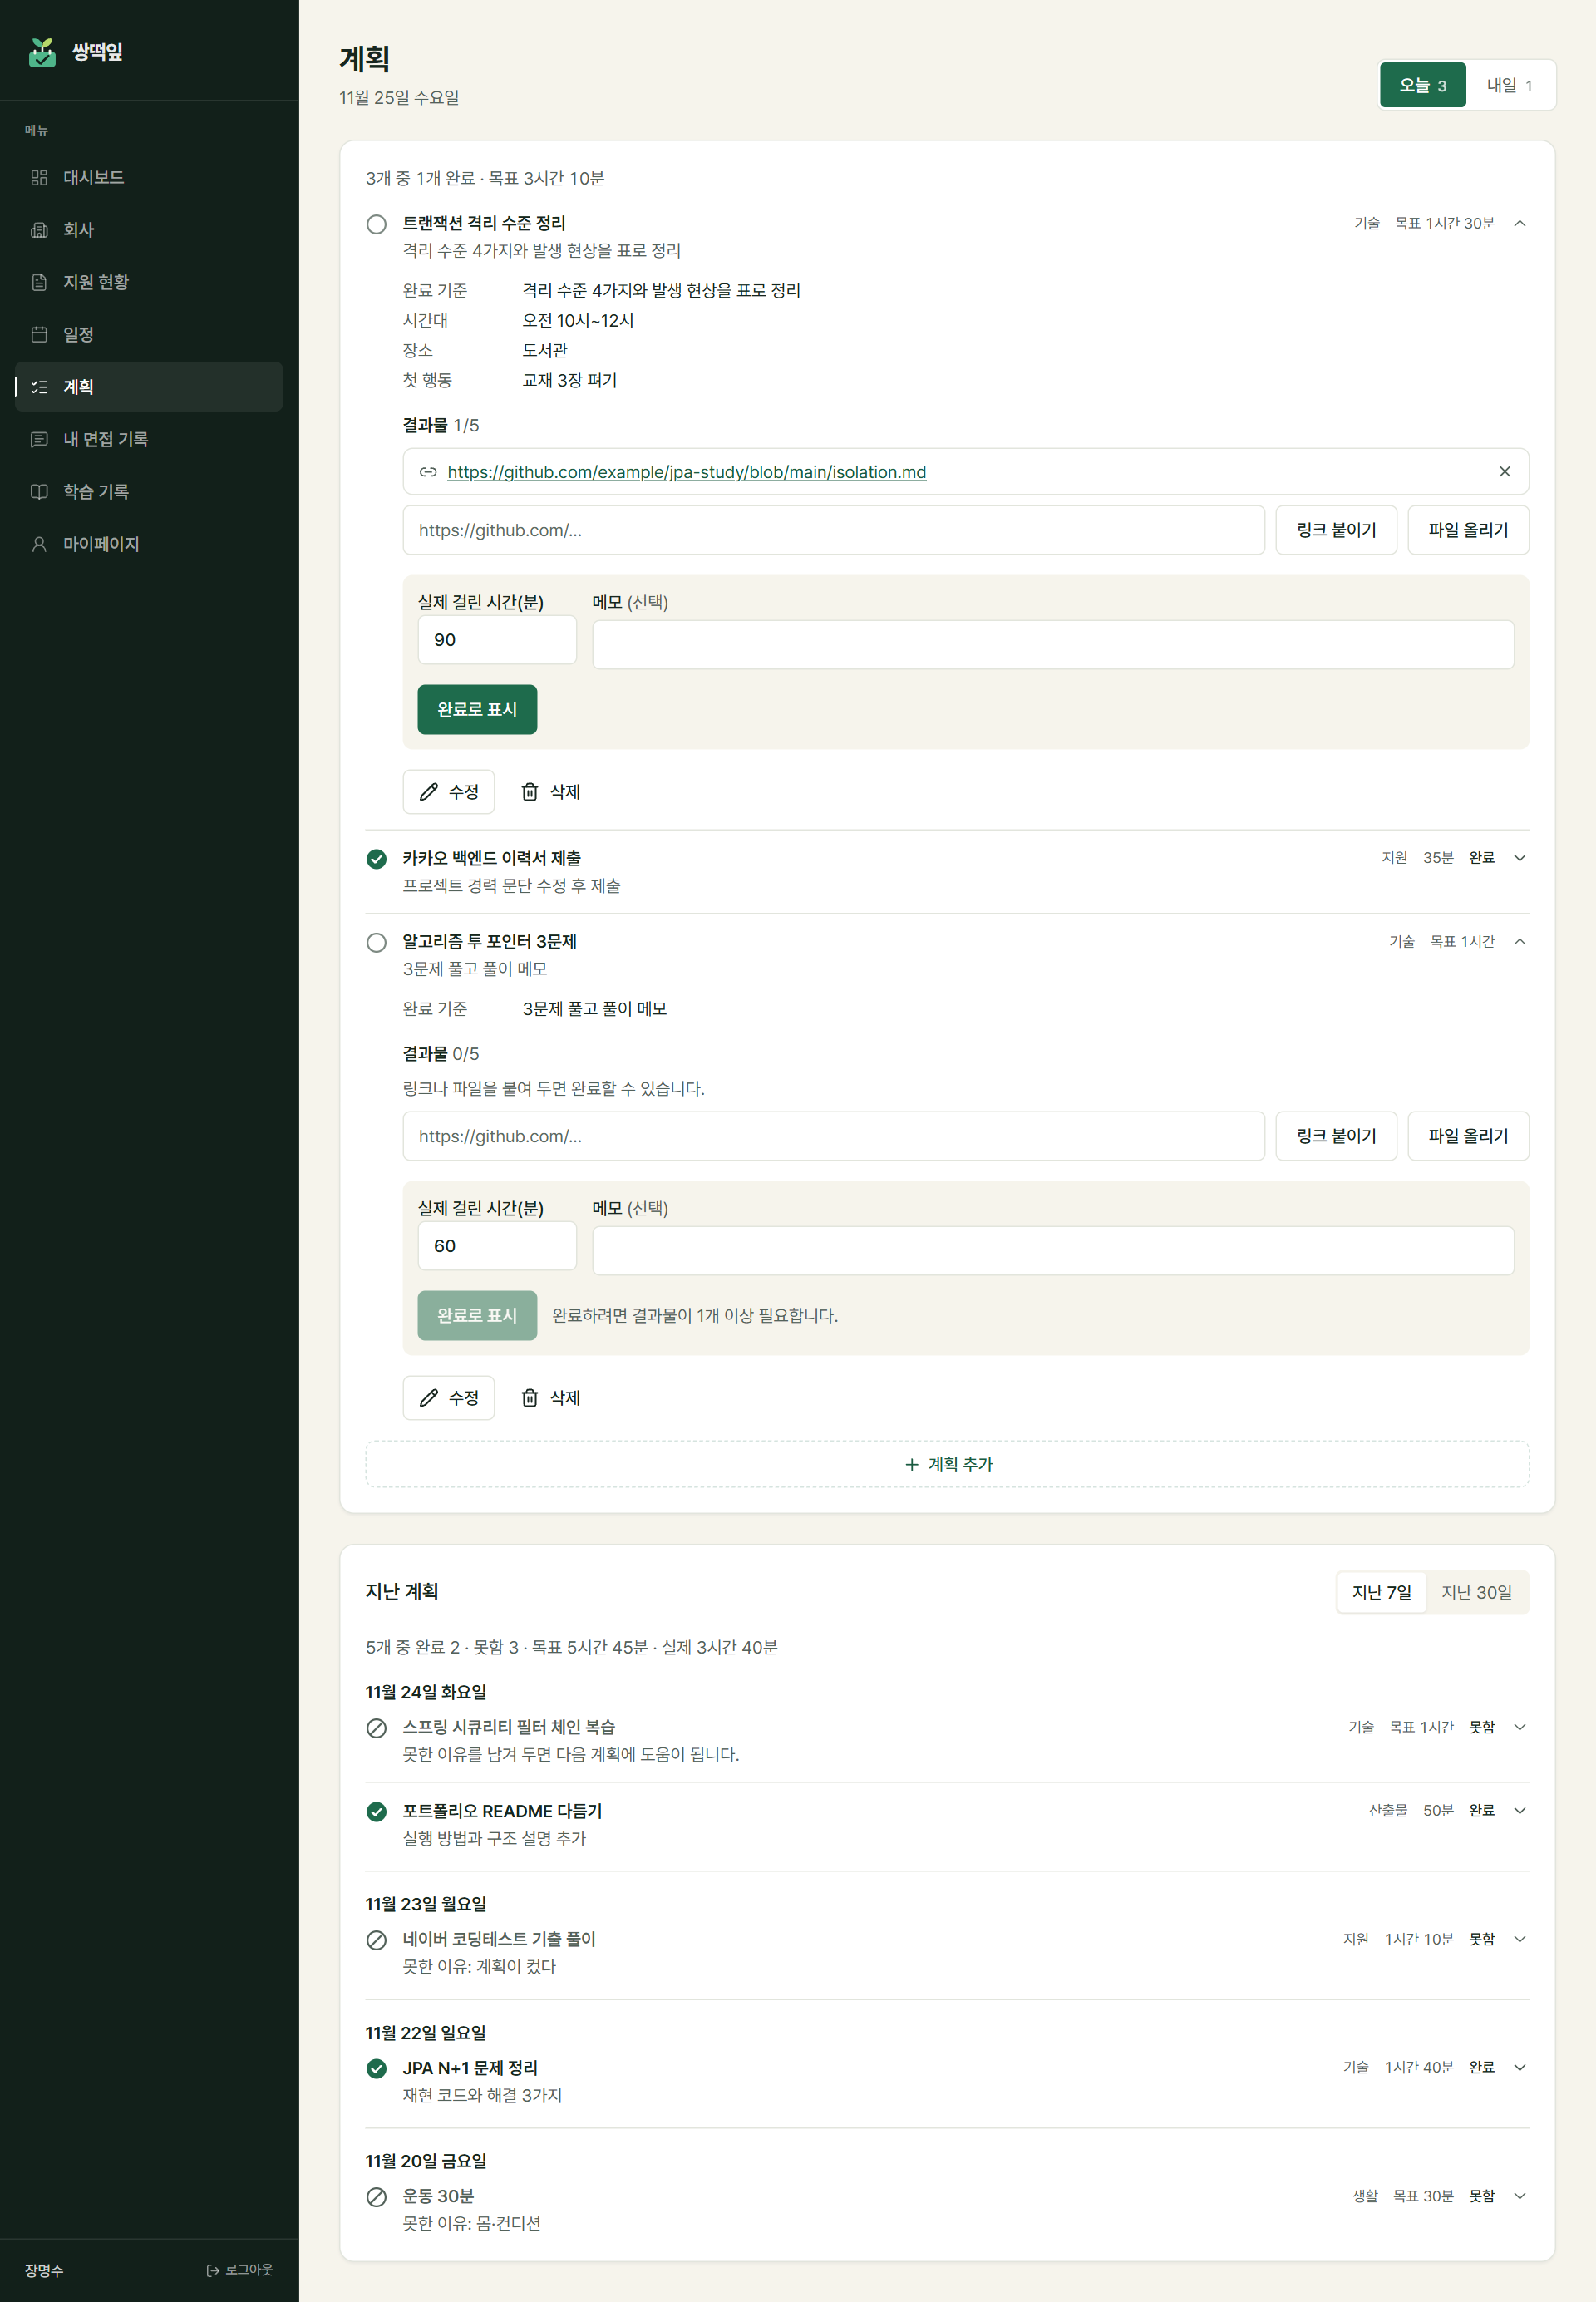 쌍떡잎
메뉴
대시보드
회사
지원 현황
일정
계획
내 면접 기록
학습 기록
마이페이지
장명수
로그아웃
계획
11월 25일 수요일
오늘 3
내일 1
3개 중 1개 완료 · 목표 3시간 10분
트랜잭션 격리 수준 정리
기술 목표 1시간 30분
격리 수준 4가지와 발생 현상을 표로 정리
완료 기준 격리 수준 4가지와 발생 현상을 표로 정리
시간대 오전 10시~12시
장소 도서관
첫 행동 교재 3장 펴기
결과물 1/5
https://github.com/example/jpa-study/blob/main/isolation.md
https://github.com/...
링크 붙이기
파일 올리기
실제 걸린 시간(분)
메모 (선택)
90
완료로 표시
수정
삭제
카카오 백엔드 이력서 제출
지원 35분 완료
프로젝트 경력 문단 수정 후 제출
알고리즘 투 포인터 3문제
기술 목표 1시간
3문제 풀고 풀이 메모
완료 기준 3문제 풀고 풀이 메모
결과물 0/5
링크나 파일을 붙여 두면 완료할 수 있습니다.
https://github.com/...
링크 붙이기
파일 올리기
실제 걸린 시간(분)
메모 (선택)
60
완료로 표시
완료하려면 결과물이 1개 이상 필요합니다.
수정
삭제
+ 계획 추가
지난 계획
지난 7일
지난 30일
5개 중 완료 2 · 못함 3 · 목표 5시간 45분 · 실제 3시간 40분
11월 24일 화요일
스프링 시큐리티 필터 체인 복습
기술 목표 1시간 못함
못한 이유를 남겨 두면 다음 계획에 도움이 됩니다.
포트폴리오 README 다듬기
산출물 50분 완료
실행 방법과 구조 설명 추가
11월 23일 월요일
네이버 코딩테스트 기출 풀이
지원 1시간 10분 못함
못한 이유: 계획이 컸다
11월 22일 일요일
JPA N+1 문제 정리
기술 1시간 40분 완료
재현 코드와 해결 3가지
11월 20일 금요일
운동 30분
생활 목표 30분 못함
못한 이유: 몸·컨디션